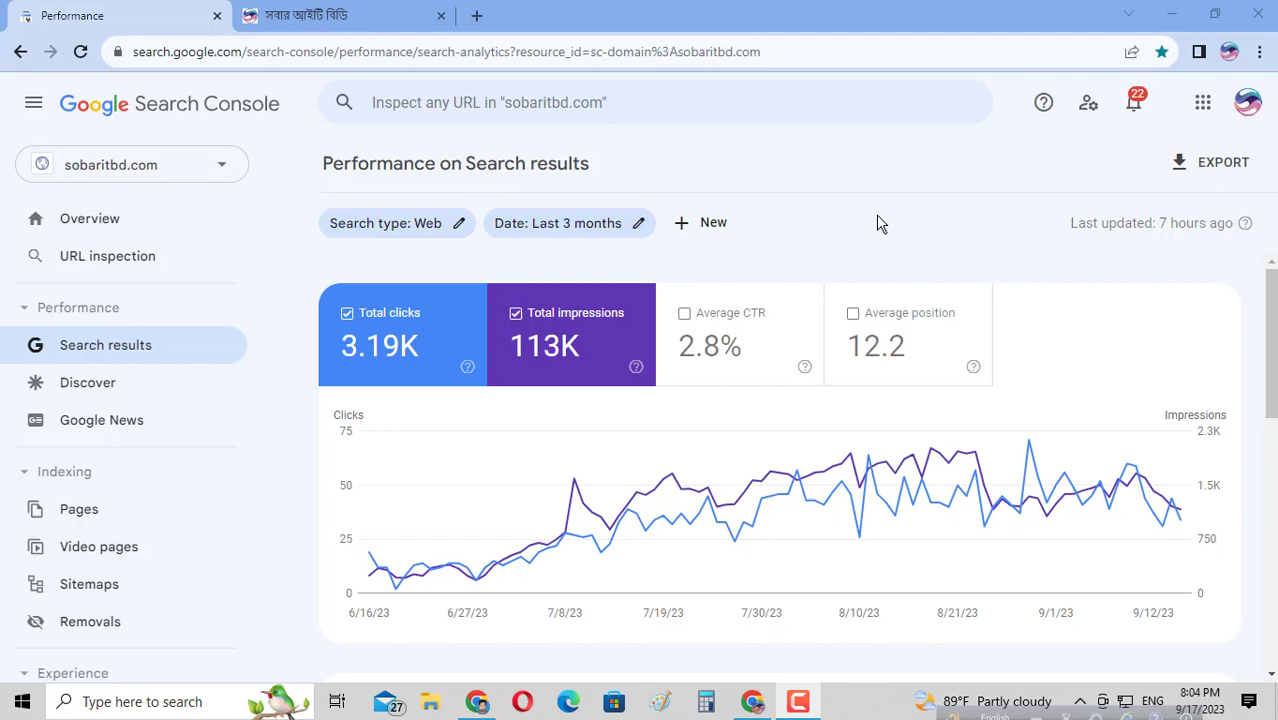 Performance
সবার আইটি বিডি
search.google.com/search-console/performance/search-analytics?resource_id=sc-domain%3Asobaritbd.com
Google Search Console
Inspect any URL in "sobaritbd.com"
22
sobaritbd.com
Performance on Search results
EXPORT
Overview
Search type: Web
Date: Last 3 months
New
Last updated: 7 hours ago
URL inspection
Performance
Search results
Discover
Google News
Indexing
Pages
Video pages
Sitemaps
Removals
Experience
Total clicks
3.19K
Total impressions
113K
Average CTR
2.8%
Average position
12.2
Clicks
Impressions
75
2.3K
50
1.5K
25
750
0
0
6/16/23
6/27/23
7/8/23
7/19/23
7/30/23
8/10/23
8/21/23
9/1/23
9/12/23
Type here to search
27
89°F Partly cloudy
ENG
8:04 PM
9/17/2023
English